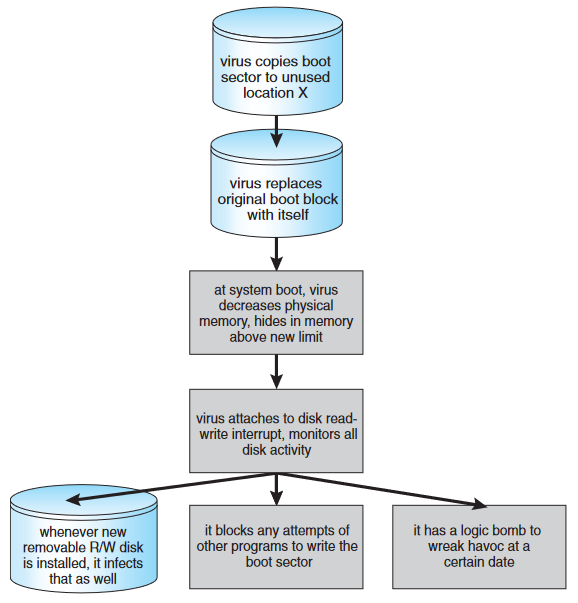 virus copies boot
sector to unused
location X
virus replaces
original boot block
with itself
at system boot, virus
decreases physical
memory, hides in memory
above new limit
virus attaches to disk read-
write interrupt, monitors all
disk activity
whenever new
removable R/W disk
is installed, it infects
that as well
it blocks any attempts of
other programs to write the
boot sector
it has a logic bomb to
wreak havoc at a
certain date